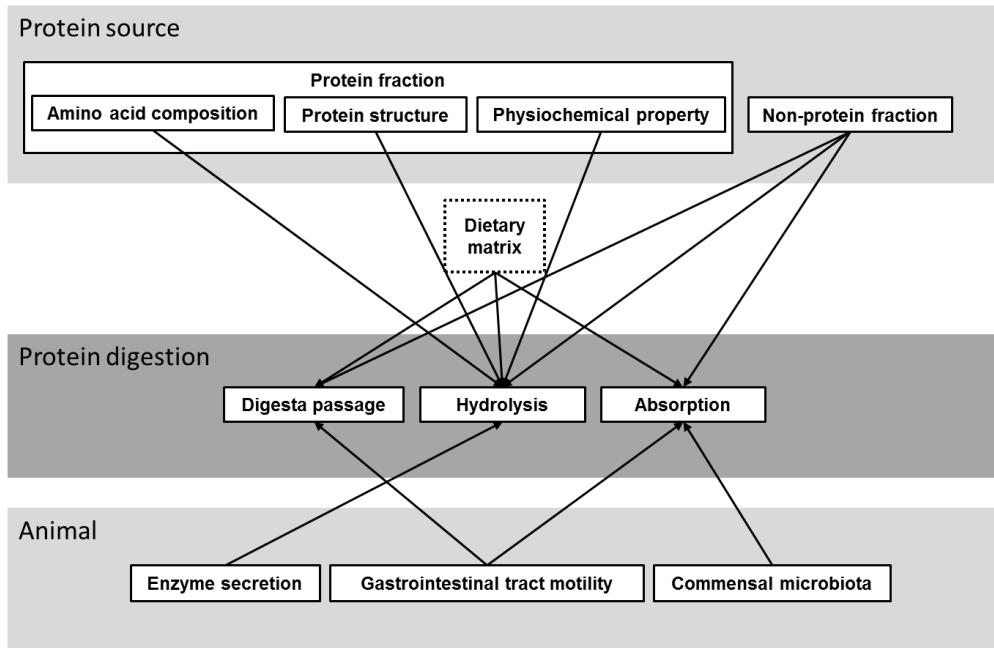 Protein source
Protein fraction
Amino acid composition
Protein structure
Physiochemical property
Non-protein fraction
Dietary
matrix
Protein digestion
Digesta passage
Hydrolysis
Absorption
Animal
Enzyme secretion
Gastrointestinal tract motility
Commensal microbiota